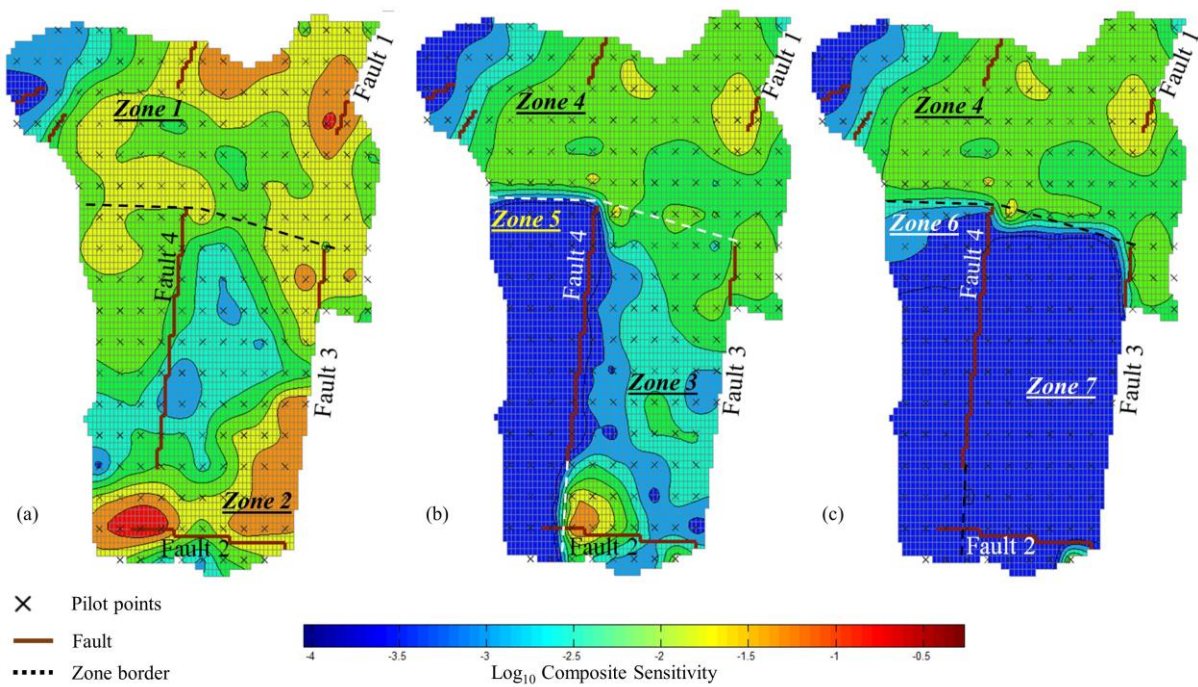 Fault 1
Fault 1
Fault 1
Zone 1
Zone 4
Zone 4
Zone 5
Zone 6
Fault 4
Fault 4
Fault 4
Fault 3
Fault 3
Fault 3
Zone 3
Zone 7
Zone 2
(a)
(b)
(c)
Fault 2
Fault 2
Fault 2
Pilot points
Fault
Zone border
-4 -3.5 -3 -2.5 -2 -1.5 -1 -0.5
Log10 Composite Sensitivity